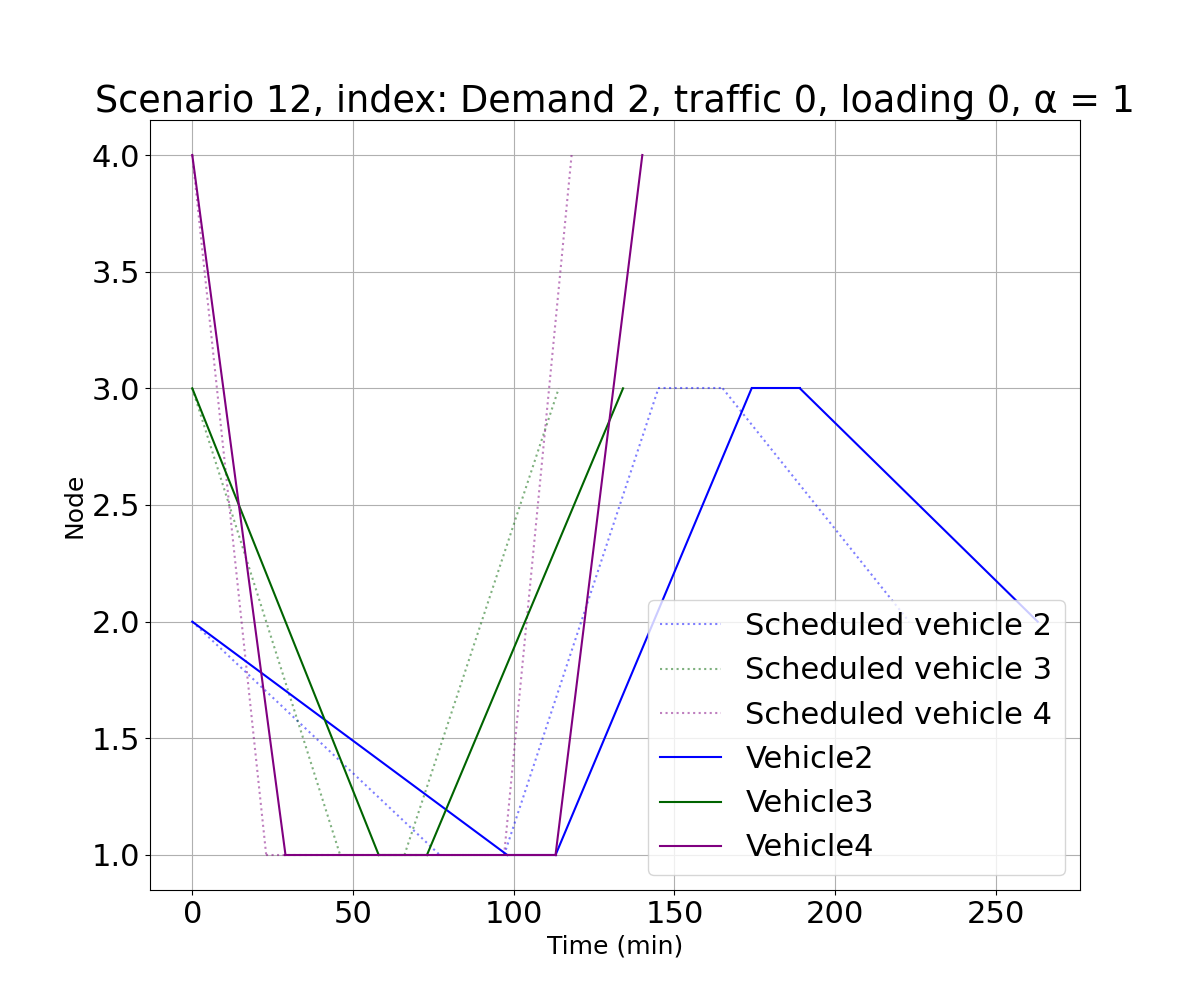 Scenario 12, index: Demand 2, traffic 0, loading 0, α = 1
4.0
3.5
3.0
2.5
2.0
1.5
1.0
Node
0 50 100 150 200 250
Time (min)
Scheduled vehicle 2
Scheduled vehicle 3
Scheduled vehicle 4
Vehicle2
Vehicle3
Vehicle4